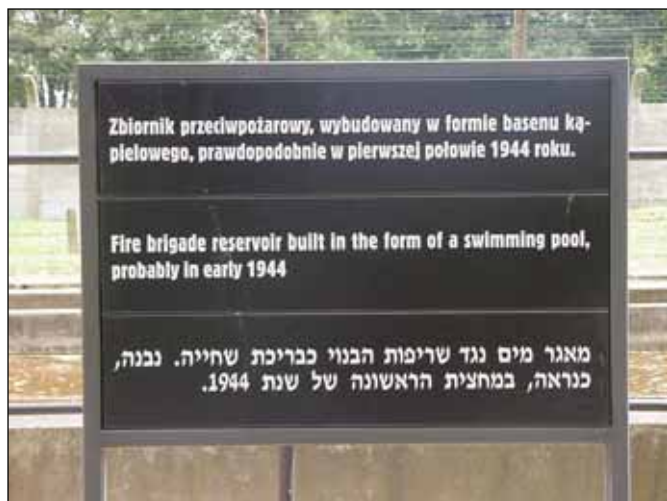 Zbiornik przeciwpożarowy, wybudowany w formie basenu ką-
pielowego, prawdopodobnie w pierwszej połowie 1944 roku.
Fire brigade reservoir built in the form of a swimming pool,
probably in early 1944
מאגר מים נגד שריפות הבנוי כבריכת שחייה. נבנה,
כנראה, במחצית הראשונה של שנת 1944.